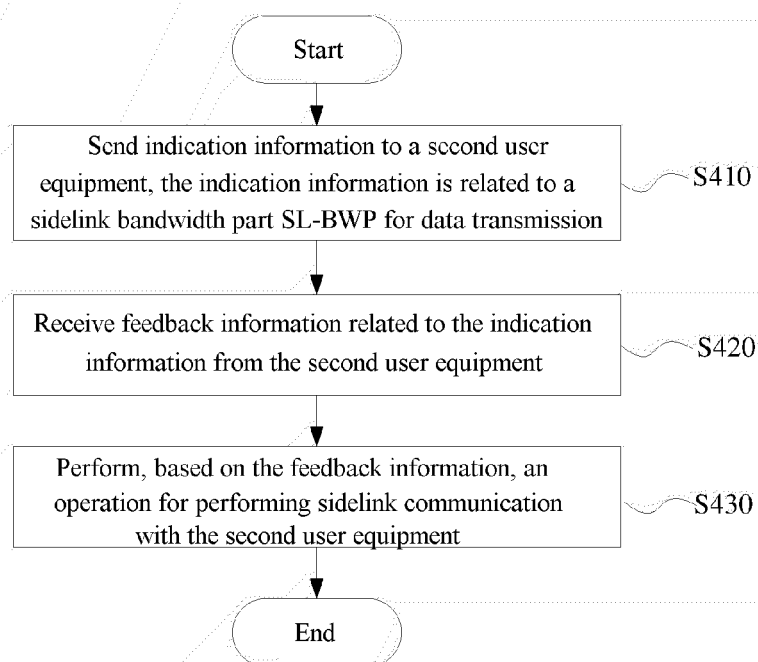 Start
Send indication information to a second user
equipment, the indication information is related to a
sidelink bandwidth part SL-BWP for data transmission
S410
Receive feedback information related to the indication
information from the second user equipment
S420
Perform, based on the feedback information, an
operation for performing sidelink communication
with the second user equipment
S430
End